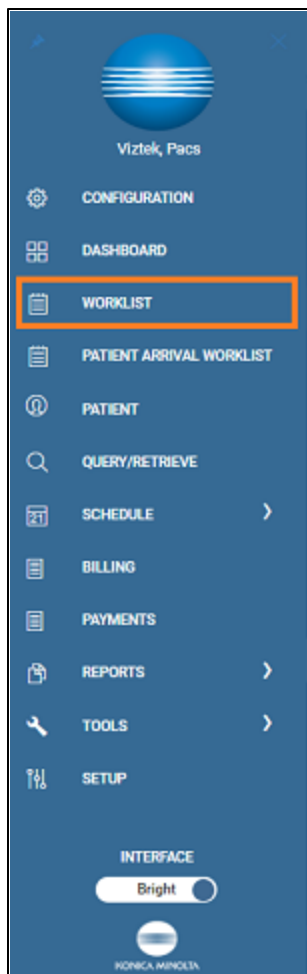 Viztek, Pacs
CONFIGURATION
DASHBOARD
WORKLIST
PATIENT ARRIVAL WORKLIST
PATIENT
QUERY/RETRIEVE
21 SCHEDULE
BILLING
PAYMENTS
REPORTS
TOOLS
SETUP
INTERFACE
Bright
KONICA MINOLTA